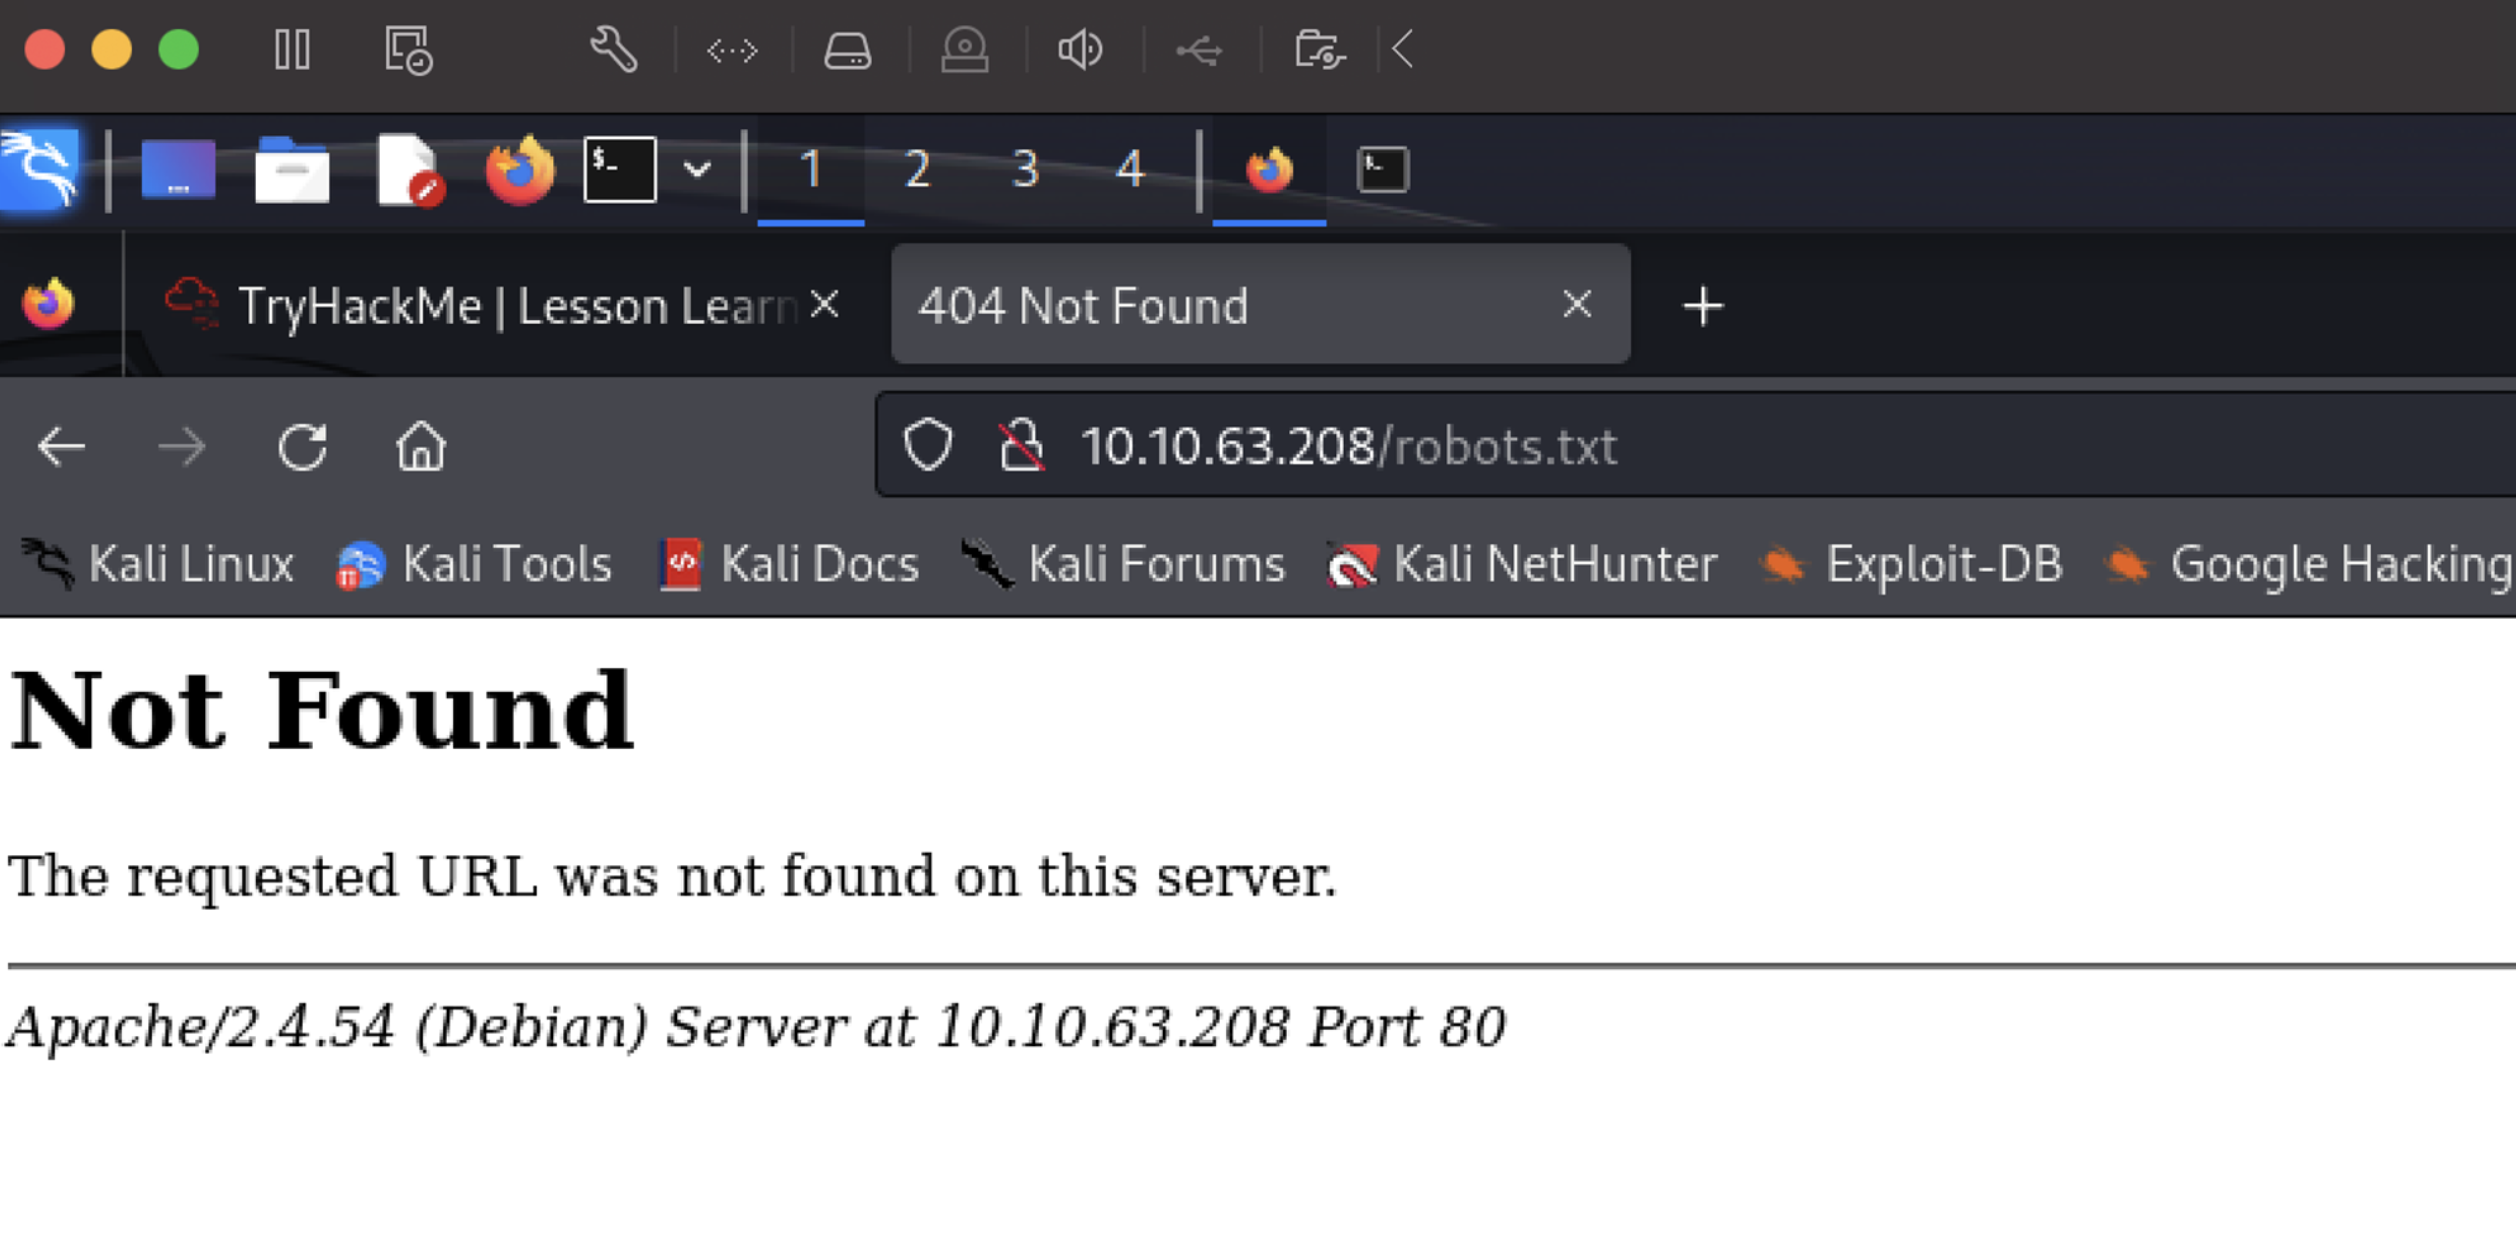 1 2 3 4
TryHackMe | Lesson Learn
404 Not Found
10.10.63.208/robots.txt
Kali Linux Kali Tools Kali Docs Kali Forums Kali NetHunter Exploit-DB Google Hacking
Not Found
The requested URL was not found on this server.
Apache/2.4.54 (Debian) Server at 10.10.63.208 Port 80